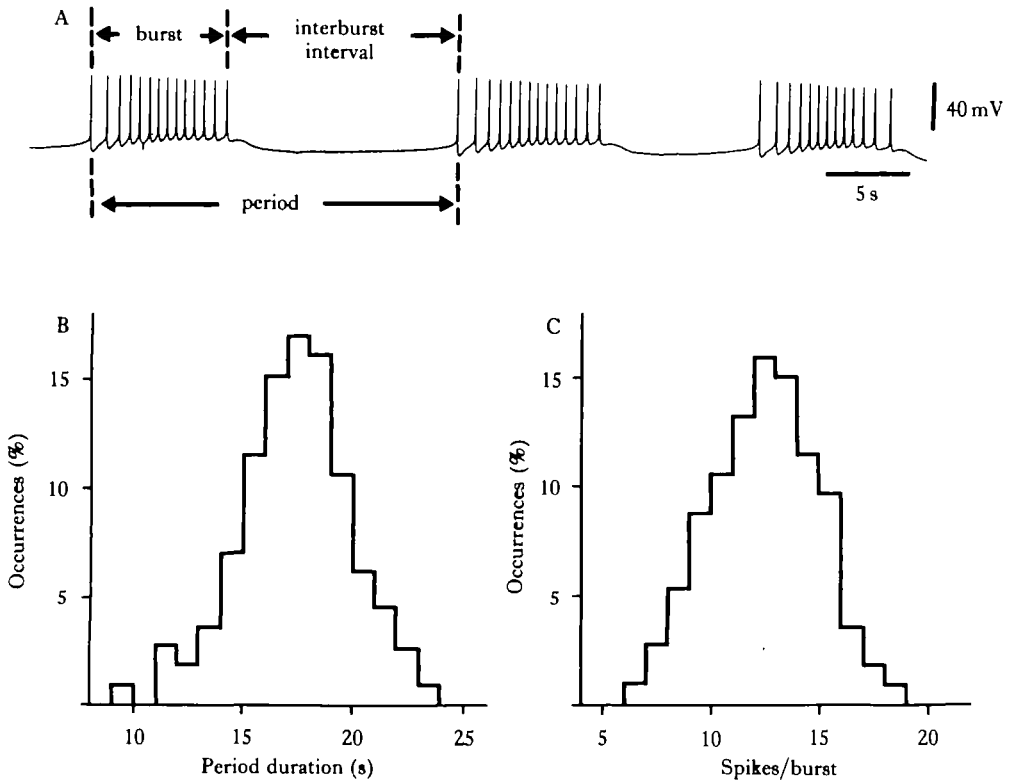 A
burst
interburst
interval
40 mV
period
5 s
B
15
10
5
Occurrences (%)
10 15 20 25
Period duration (s)
C
15
10
5
Occurrences (%)
5 10 15 20
Spikes/burst